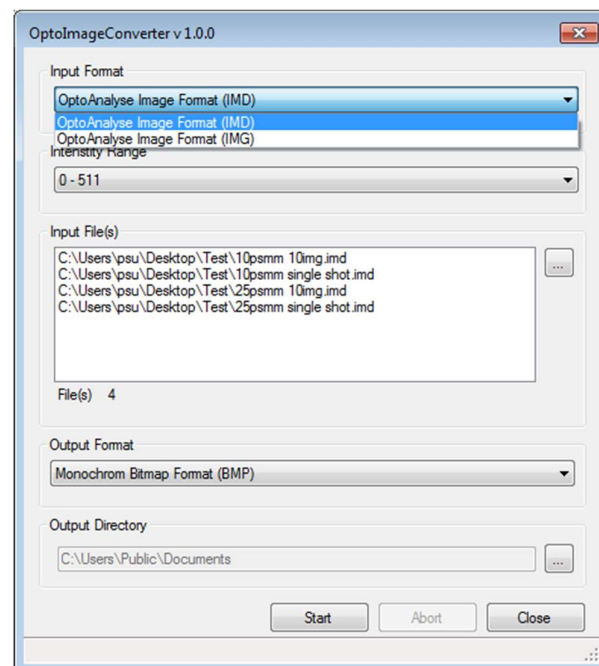 OptoImageConverter v 1.0.0
Input Format
OptoAnalyse Image Format (IMD)
OptoAnalyse Image Format (IMD)
OptoAnalyse Image Format (IMG)
Intenstity Range
0 - 511
Input File(s)
C:\Users\psu\Desktop\Test\10psmm 10img.imd
C:\Users\psu\Desktop\Test\10psmm single shot.imd
C:\Users\psu\Desktop\Test\25psmm 10img.imd
C:\Users\psu\Desktop\Test\25psmm single shot.imd
...
File(s) 4
Output Format
Monochrom Bitmap Format (BMP)
Output Directory
C:\Users\Public\Documents ...
Start Abort Close